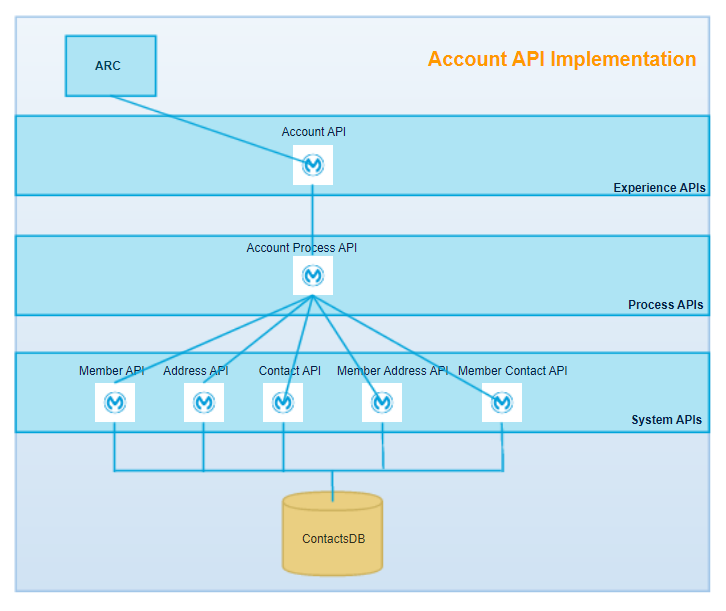 ARC
Account API Implementation
Account API
Experience APIs
Account Process API
Process APIs
Member API Address API Contact API Member Address API Member Contact API
System APIs
ContactsDB